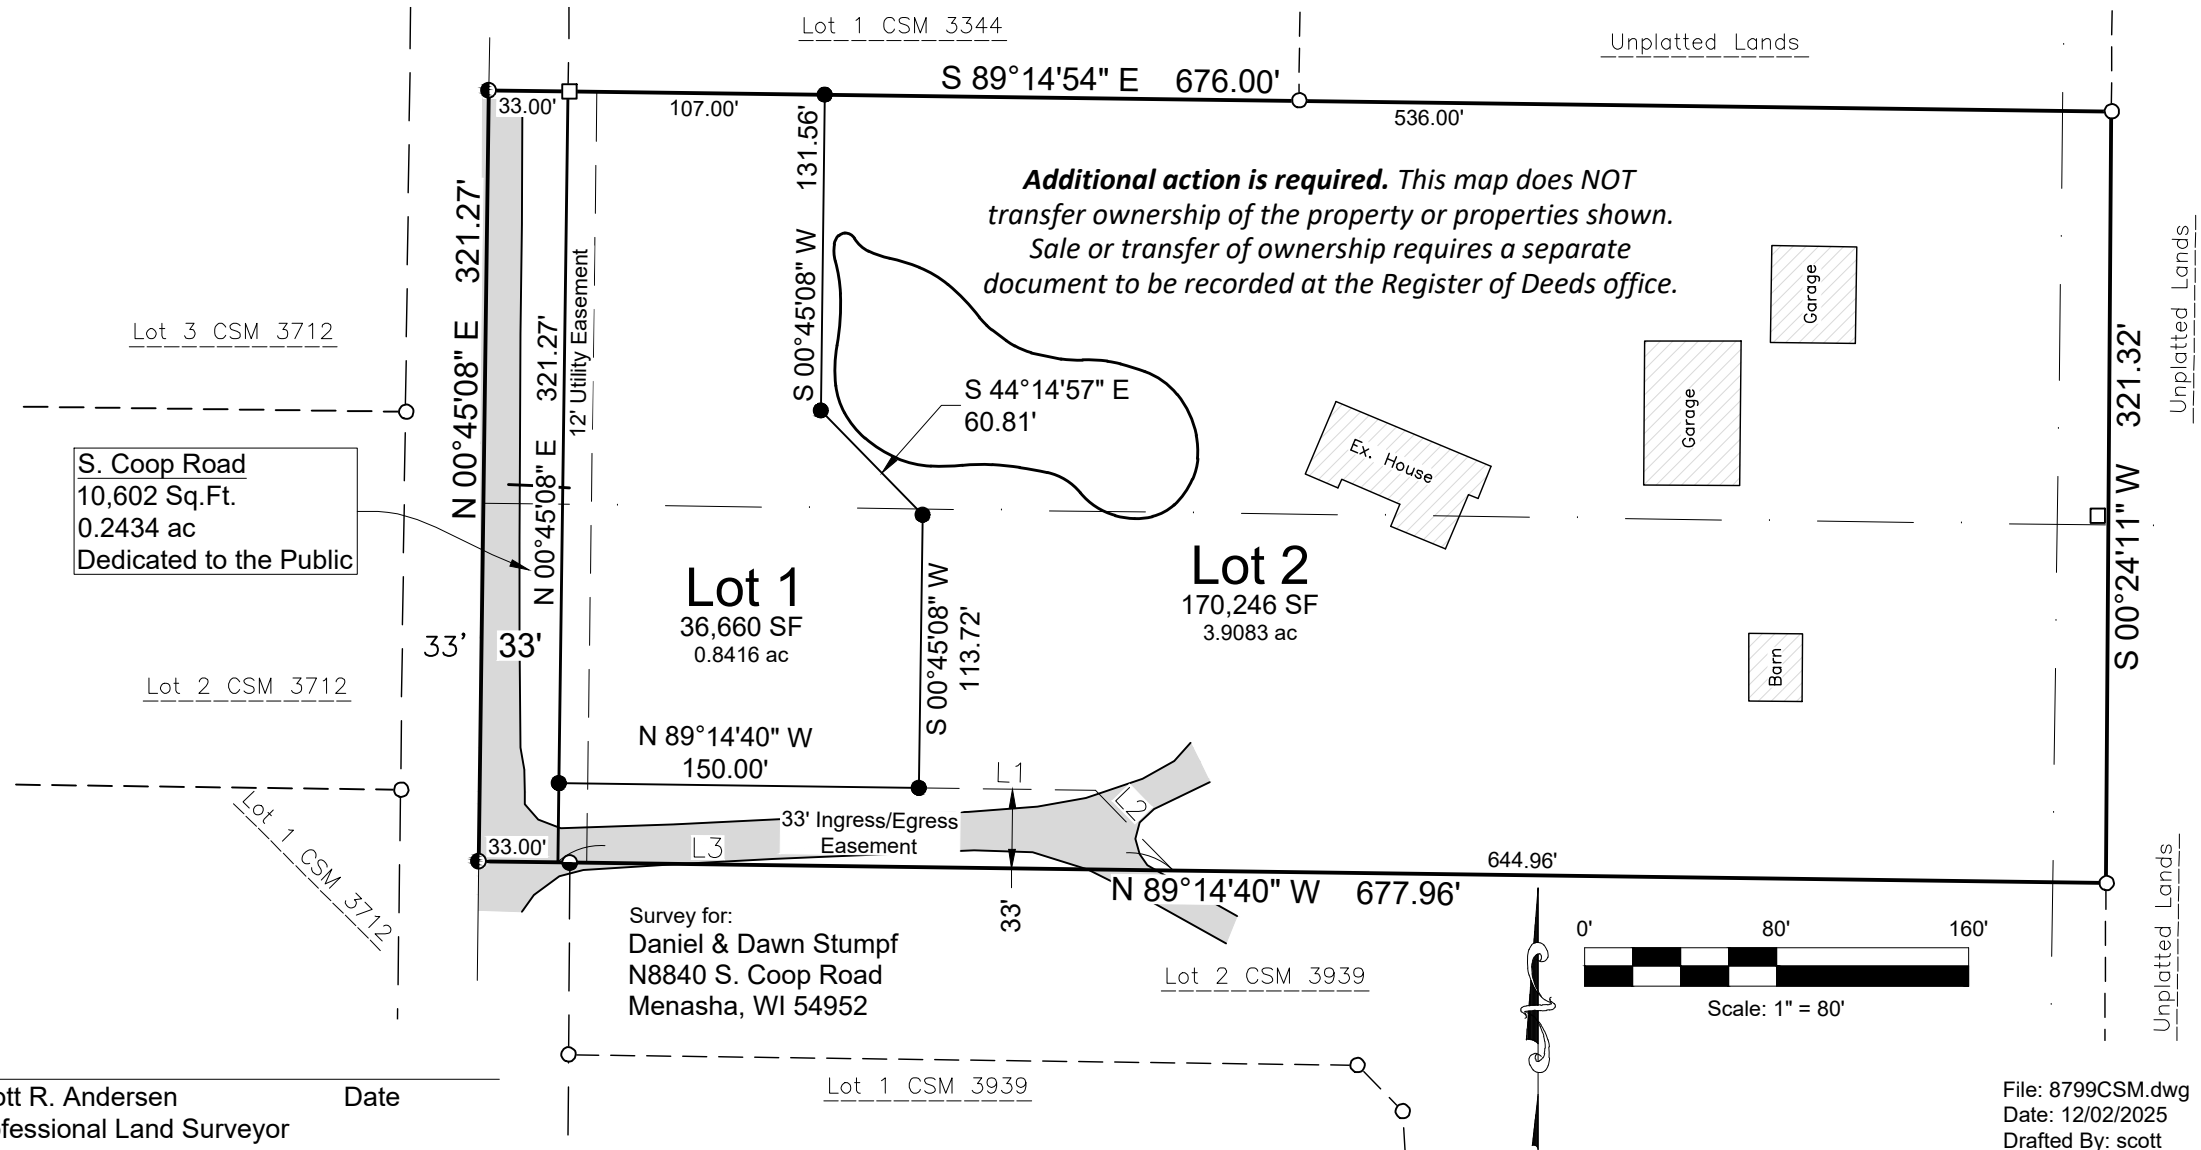 Lot 1 CSM 3344
Unplatted Lands
S 89°14'54" E 676.00'
33.00'
107.00'
536.00'
131.56'
S 00°45'08" W
Additional action is required. This map does NOT
transfer ownership of the property or properties shown.
Sale or transfer of ownership requires a separate
document to be recorded at the Register of Deeds office.
N 00°45'08" E 321.27'
N 00°45'08" E 321.27'
12' Utility Easement
Lot 3 CSM 3712
S 44°14'57" E
60.81'
Garage
Garage
Ex. House
Unplatted Lands
S 00°24'11" W 321.32'
S. Coop Road
10,602 Sq.Ft.
0.2434 ac
Dedicated to the Public
Lot 1
36,660 SF
0.8416 ac
Lot 2
170,246 SF
3.9083 ac
S 00°45'08" W
113.72'
33' 33'
Barn
Lot 2 CSM 3712
N 89°14'40" W
150.00'
L1
L2
Lot 1 CSM 3712
33' Ingress/Egress
Easement
L3
33.00'
644.96'
N 89°14'40" W 677.96'
33'
Unplatted Lands
Survey for:
Daniel & Dawn Stumpf
N8840 S. Coop Road
Menasha, WI 54952
Lot 2 CSM 3939
0' 80' 160'
Scale: 1" = 80'
Lot 1 CSM 3939
ott R. Andersen Date
ofessional Land Surveyor
File: 8799CSM.dwg
Date: 12/02/2025
Drafted By: scott